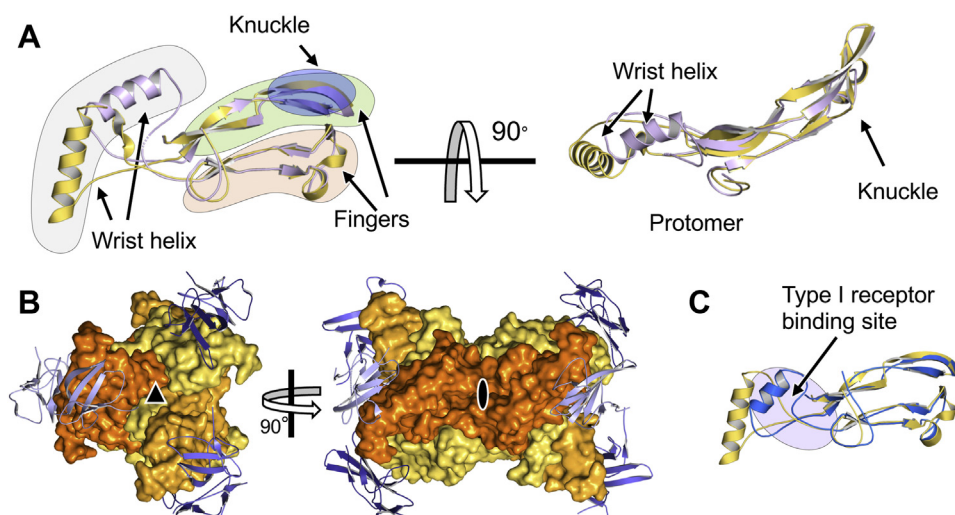 A
Knuckle
Wrist helix
Fingers
90°
Wrist helix
Knuckle
Protomer
B
90°
C
Type I receptor
binding site